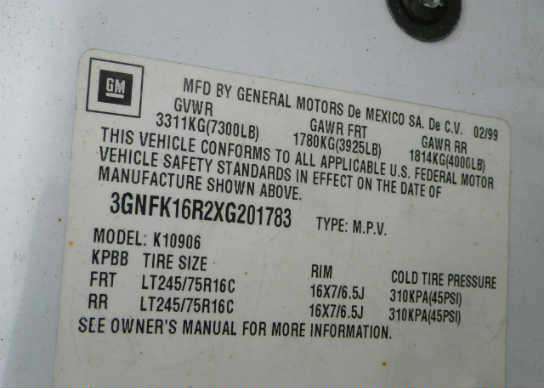 GM
MFD BY GENERAL MOTORS De MEXICO SA. De C.V. 02/99
GVWR GAWR FRT GAWR RR
3311KG(7300LB) 1780KG(3925LB) 1814KG(4000LB)
THIS VEHICLE CONFORMS TO ALL APPLICABLE U.S. FEDERAL MOTOR
VEHICLE SAFETY STANDARDS IN EFFECT ON THE DATE OF
MANUFACTURE SHOWN ABOVE.
3GNFK16R2XG201783 TYPE: M.P.V.
MODEL: K10906
KPBB TIRE SIZE RIM COLD TIRE PRESSURE
FRT LT245/75R16C 16X7/6.5J 310KPA(45PSI)
RR LT245/75R16C 16X7/6.5J 310KPA(45PSI)
SEE OWNER'S MANUAL FOR MORE INFORMATION.